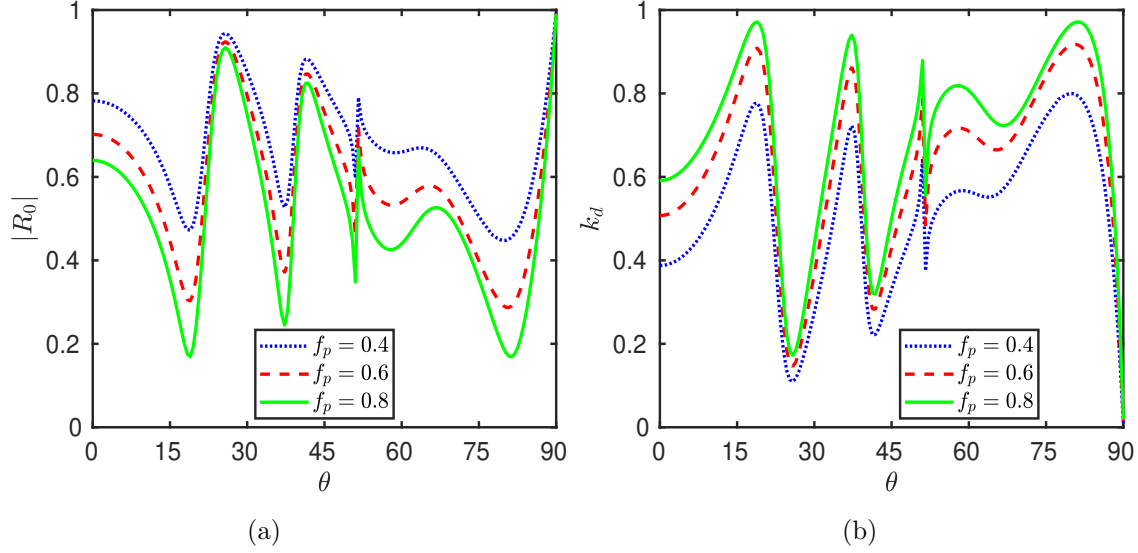 1
0.8
0.6
0.4
0.2
0
|R_0|
f_p = 0.4
f_p = 0.6
f_p = 0.8
0 15 30 45 60 75 90
θ
(a)
1
0.8
0.6
0.4
0.2
0
k_d
f_p = 0.4
f_p = 0.6
f_p = 0.8
0 15 30 45 60 75 90
θ
(b)